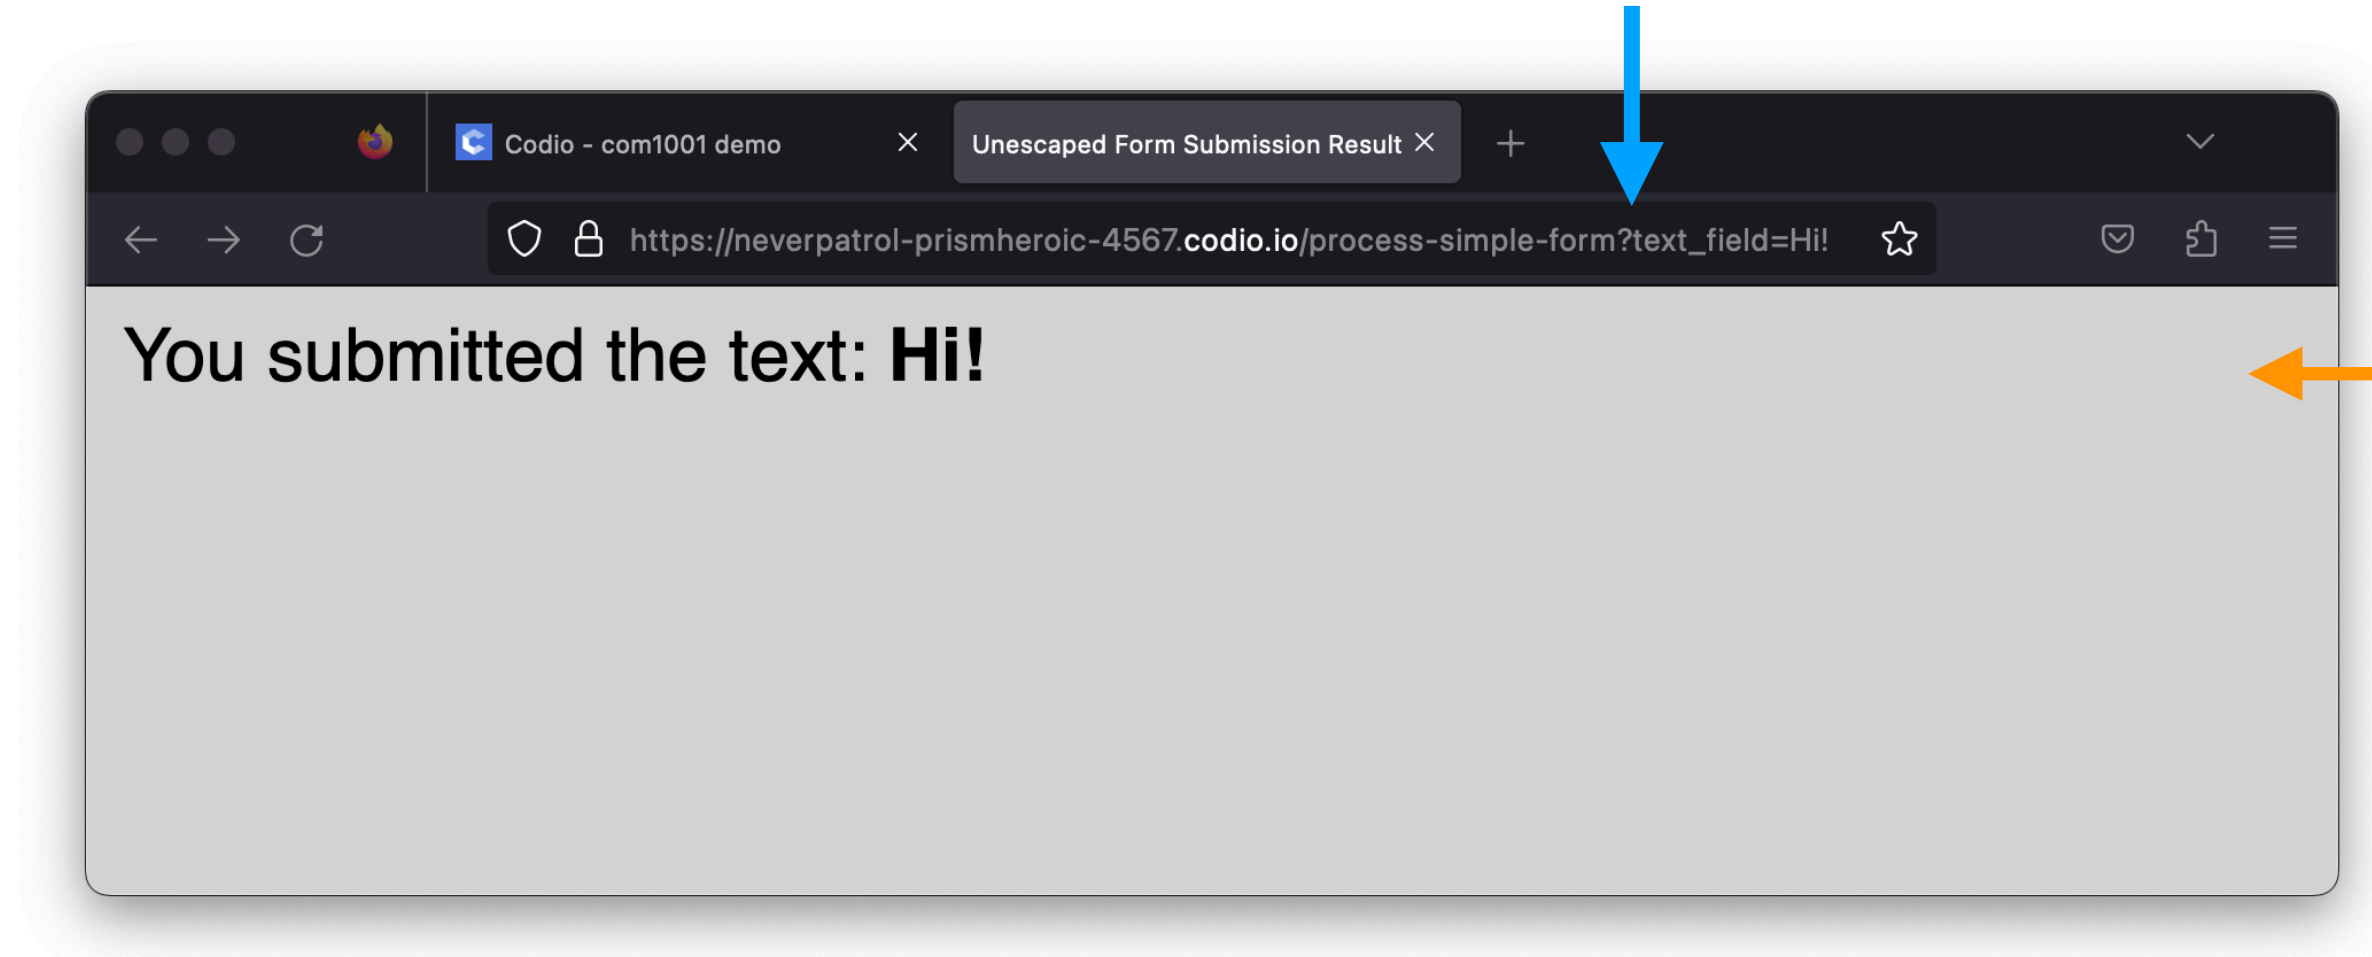 Codio - com1001 demo
Unescaped Form Submission Result
https://neverpatrol-prismheroic-4567.codio.io/process-simple-form?text_field=Hi!
You submitted the text: Hi!